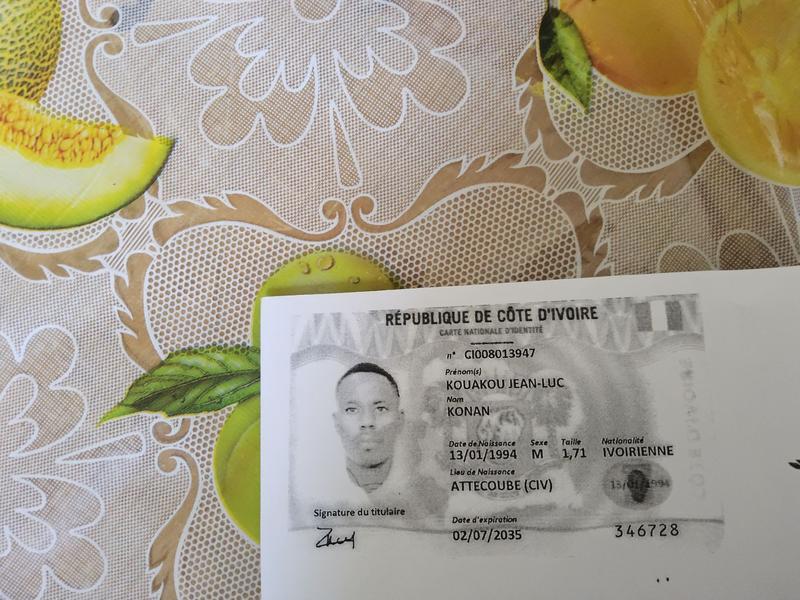 RÉPUBLIQUE DE CÔTE D'IVOIRE
CARTE NATIONALE D'IDENTITÉ
n° CI008013947
Prénom(s)
KOUAKOU JEAN-LUC
Nom
KONAN
Date de Naissance Sexe Taille Nationalité
13/01/1994 M 1,71 IVOIRIENNE
Lieu de Naissance
ATTECOUBE (CIV)
13/01/1994
Signature du titulaire
Date d'expiration
02/07/2035
346728